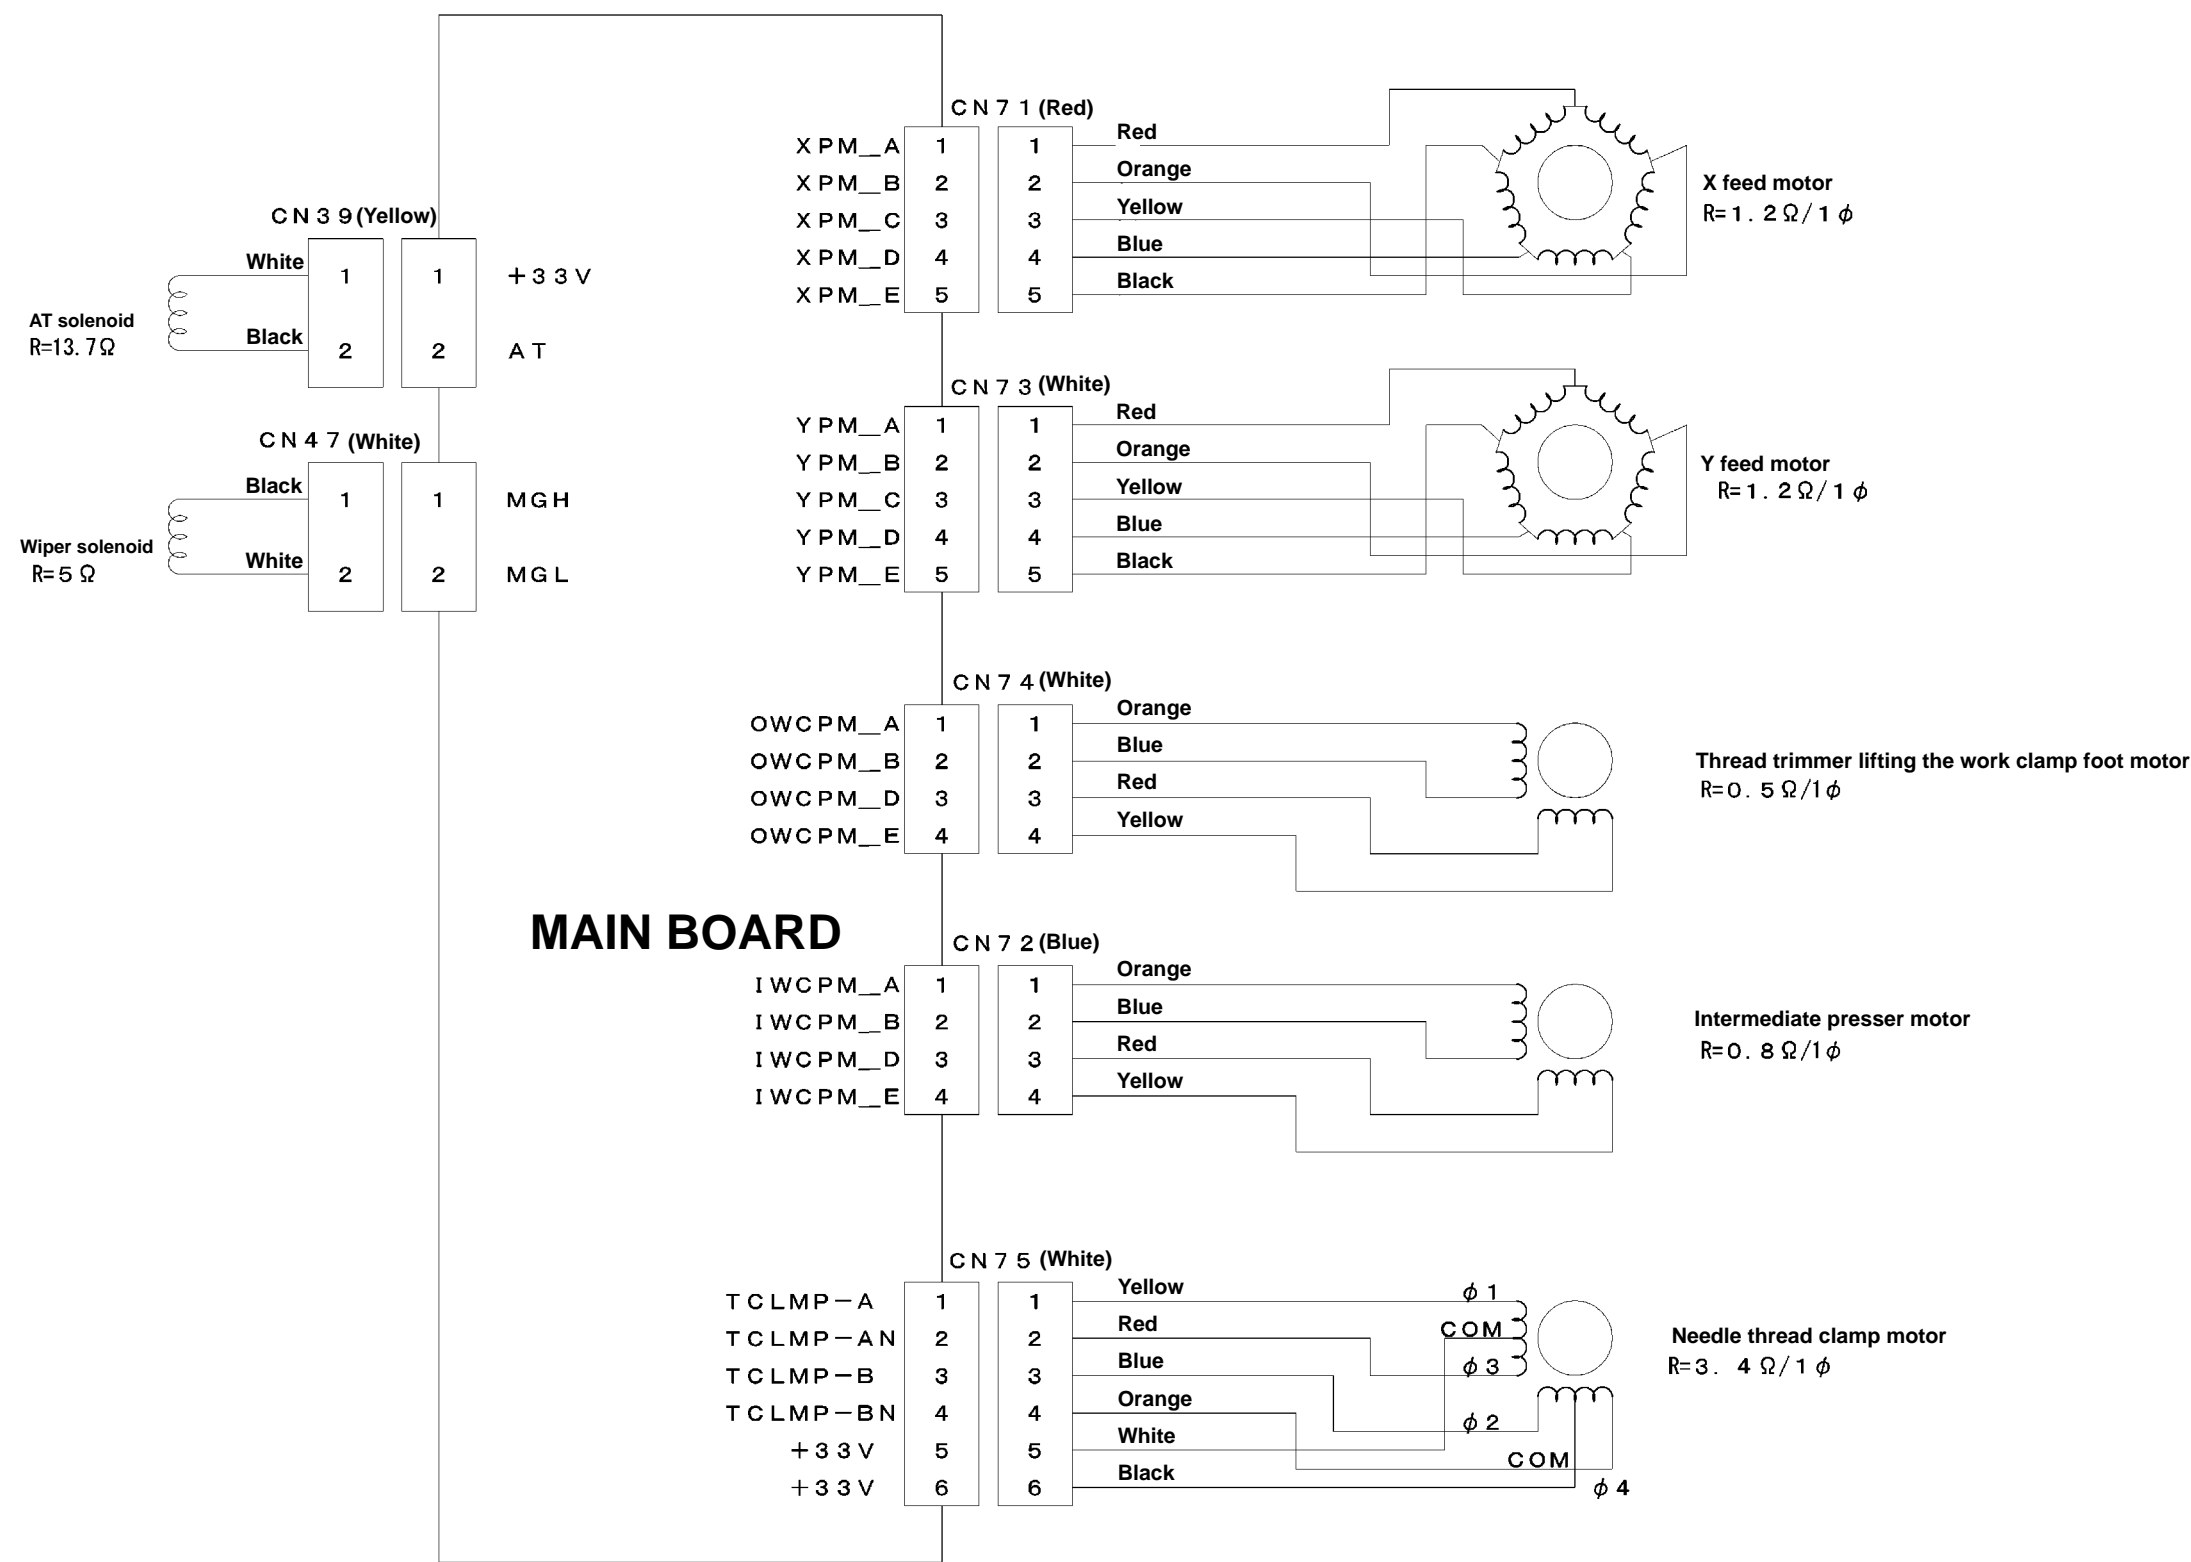 CN39(Yellow)
White 1 1 +33V
AT solenoid
R=13.7Ω
Black 2 2 AT
CN47 (White)
Black 1 1 MGH
Wiper solenoid
R=5Ω
White 2 2 MGL
MAIN BOARD
CN71(Red)
XPM_A 1 1 Red
XPM_B 2 2 Orange
XPM_C 3 3 Yellow
XPM_D 4 4 Blue
XPM_E 5 5 Black
X feed motor
R=1.2Ω/1ϕ
CN73(White)
YPM_A 1 1 Red
YPM_B 2 2 Orange
YPM_C 3 3 Yellow
YPM_D 4 4 Blue
YPM_E 5 5 Black
Y feed motor
R=1.2Ω/1ϕ
CN74(White)
OWCPM_A 1 1 Orange
OWCPM_B 2 2 Blue
OWCPM_D 3 3 Red
OWCPM_E 4 4 Yellow
Thread trimmer lifting the work clamp foot motor
R=0.5Ω/1ϕ
CN72(Blue)
IWCPM_A 1 1 Orange
IWCPM_B 2 2 Blue
IWCPM_D 3 3 Red
IWCPM_E 4 4 Yellow
Intermediate presser motor
R=0.8Ω/1ϕ
CN75(White)
TCLMP-A 1 1 Yellow ϕ1
TCLMP-AN 2 2 Red COM
TCLMP-B 3 3 Blue ϕ3
TCLMP-BN 4 4 Orange ϕ2
+33V 5 5 White COM
+33V 6 6 Black ϕ4
Needle thread clamp motor
R=3.4Ω/1ϕ